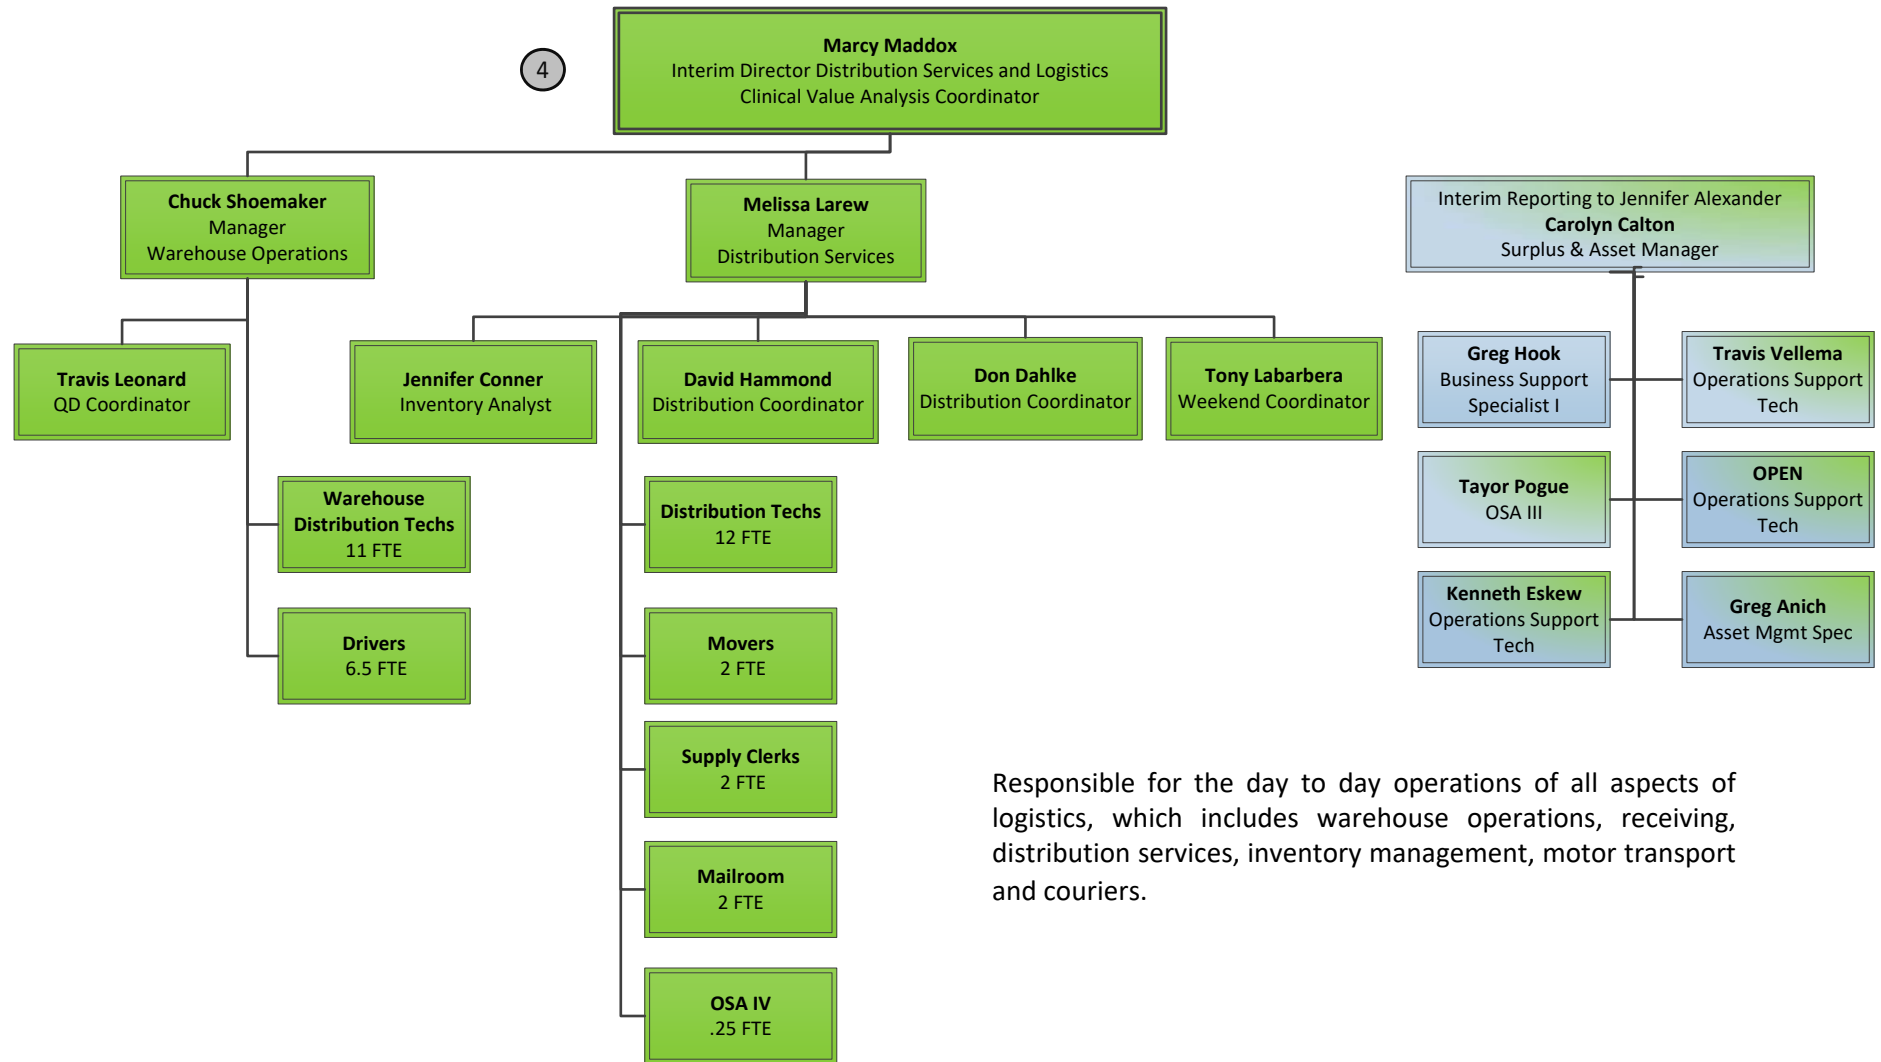 4
Marcy Maddox
Interim Director Distribution Services and Logistics
Clinical Value Analysis Coordinator
Chuck Shoemaker
Manager
Warehouse Operations
Melissa Larew
Manager
Distribution Services
Interim Reporting to Jennifer Alexander
Carolyn Calton
Surplus & Asset Manager
Travis Leonard
QD Coordinator
Jennifer Conner
Inventory Analyst
David Hammond
Distribution Coordinator
Don Dahlke
Distribution Coordinator
Tony Labarbera
Weekend Coordinator
Greg Hook
Business Support
Specialist I
Travis Vellema
Operations Support
Tech
Warehouse
Distribution Techs
11 FTE
Distribution Techs
12 FTE
Tayor Pogue
OSA III
OPEN
Operations Support
Tech
Drivers
6.5 FTE
Movers
2 FTE
Kenneth Eskew
Operations Support
Tech
Greg Anich
Asset Mgmt Spec
Supply Clerks
2 FTE
Mailroom
2 FTE
OSA IV
.25 FTE
Responsible for the day to day operations of all aspects of
logistics, which includes warehouse operations, receiving,
distribution services, inventory management, motor transport
and couriers.